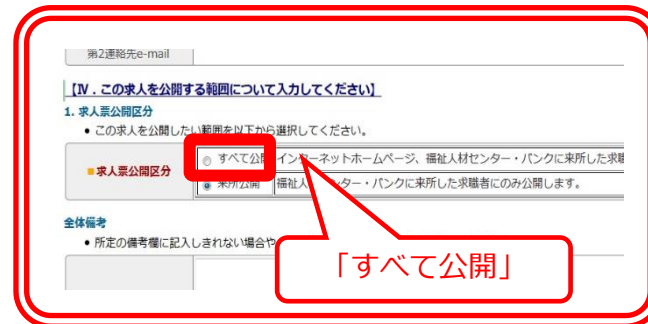 第2連絡先e-mail
【Ⅳ．この求人を公開する範囲について入力してください】
1. 求人票公開区分
• この求人を公開したい範囲を以下から選択してください。
■求人票公開区分
すべて公開 インターネットホームページ、福祉人材センター・バンクに来所した求職
来所公開 福祉人 センター・バンクに来所した求職者にのみ公開します。
全体備考
• 所定の備考欄に記入しきれない場合や
「すべて公開」